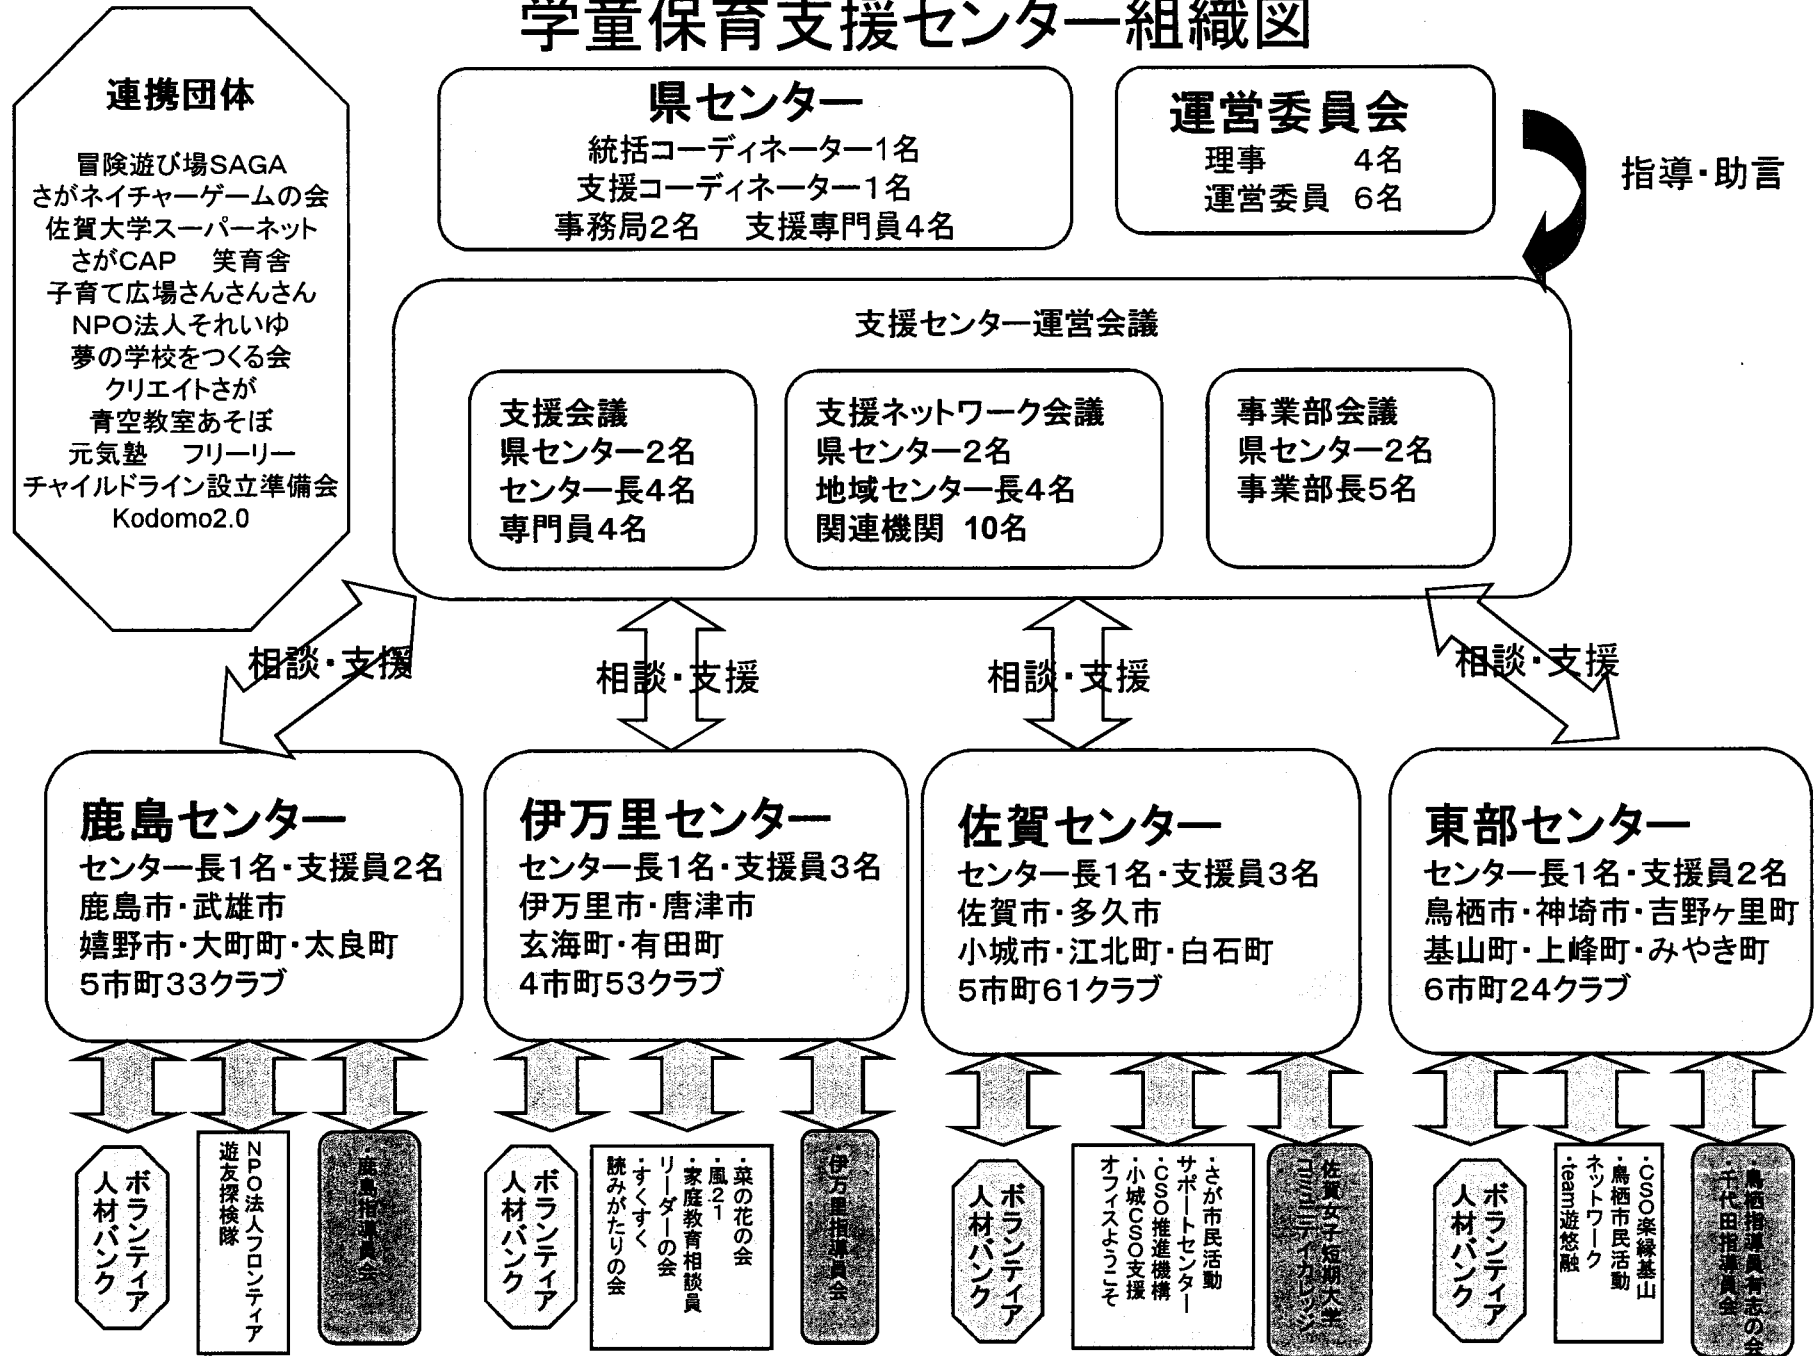 学童保育支援センター組織図
連携団体
冒険遊び場SAGA
さがネイチャーゲームの会
佐賀大学スーパーネット
さがCAP 笑育舎
子育て広場さんさんさん
NPO法人それいゆ
夢の学校をつくる会
クリエイトさが
青空教室あそぼ
元気塾 フリーリー
チャイルドライン設立準備会
Kodomo2.0
県センター
統括コーディネーター1名
支援コーディネーター1名
事務局2名 支援専門員4名
運営委員会
理事 4名
運営委員 6名
指導・助言
支援センター運営会議
支援会議
県センター2名
センター長4名
専門員4名
支援ネットワーク会議
県センター2名
地域センター長4名
関連機関 10名
事業部会議
県センター2名
事業部長5名
相談・支援
相談・支援
相談・支援
相談・支援
鹿島センター
センター長1名・支援員2名
鹿島市・武雄市
嬉野市・大町町・太良町
5市町33クラブ
伊万里センター
センター長1名・支援員3名
伊万里市・唐津市
玄海町・有田町
4市町53クラブ
佐賀センター
センター長1名・支援員3名
佐賀市・多久市
小城市・江北町・白石町
5市町61クラブ
東部センター
センター長1名・支援員2名
鳥栖市・神埼市・吉野ヶ里町
基山町・上峰町・みやき町
6市町24クラブ
ボランティア
人材バンク
NPO法人フロンティア
遊友探検隊
・鹿島指導員会
ボランティア
人材バンク
・菜の花の会
・風21
・家庭教育相談員
リーダーの会
・すくすく
読みがたりの会
伊万里指導員会
ボランティア
人材バンク
・さが市民活動
サポートセンター
・CSO推進機構
・小城CSO支援
オフィスようこそ
佐賀女子短期大学
コミュニティカレッジ
ボランティア
人材バンク
・CSO楽縁基山
・鳥栖市民活動
ネットワーク
・team遊悠融
・鳥栖指導員有志の会
・千代田指導員会